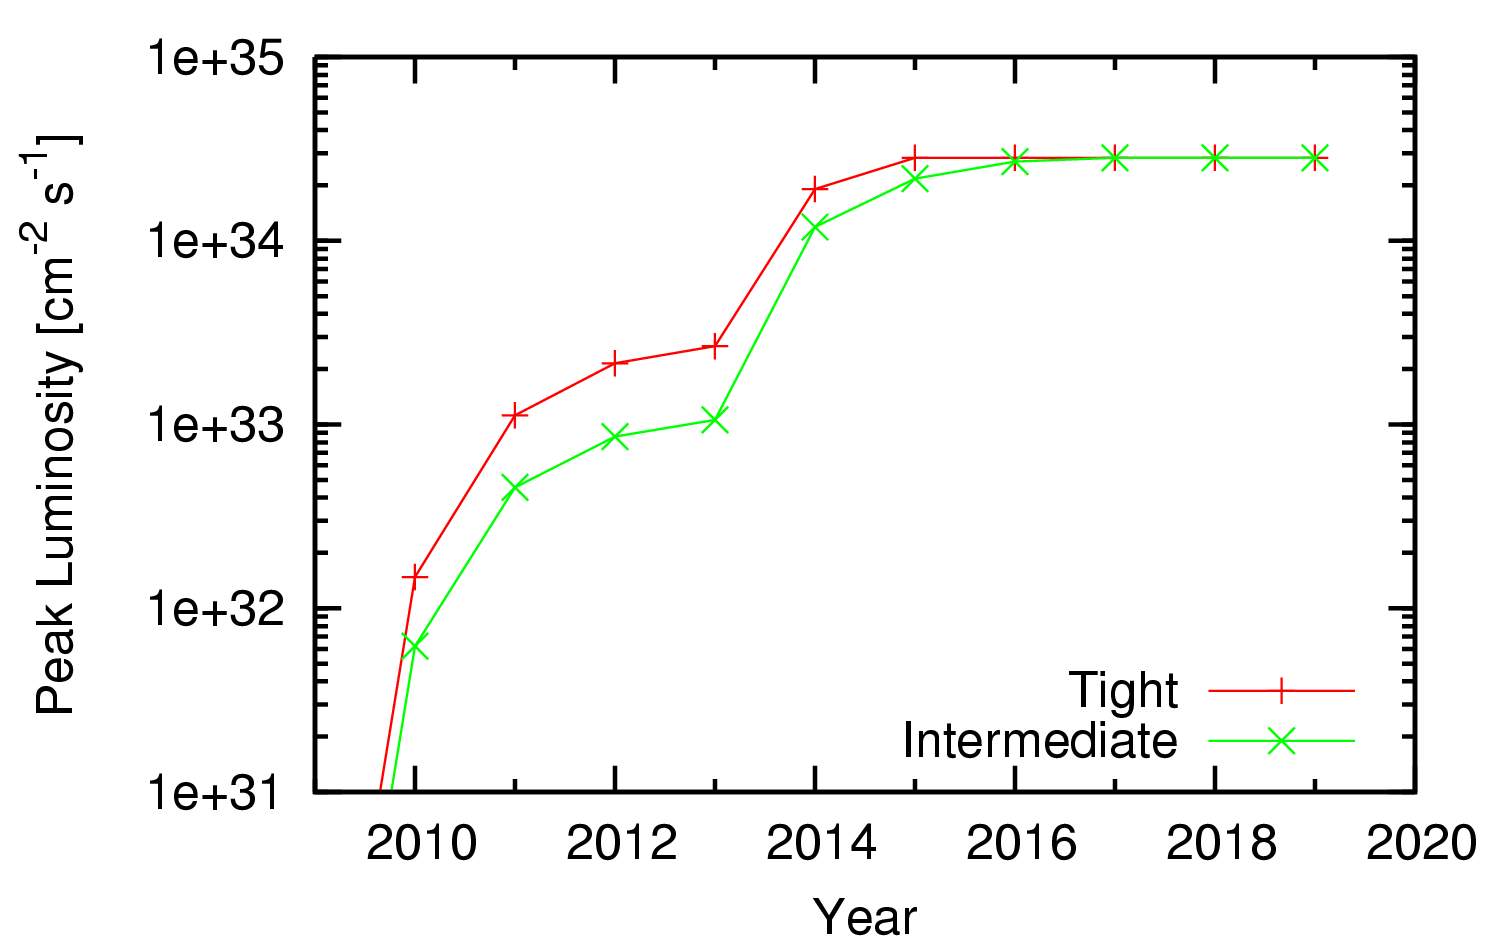 1e+35
1e+34
1e+33
1e+32
1e+31
Peak Luminosity [cm-2 s-1]
Tight
Intermediate
2010 2012 2014 2016 2018 2020
Year